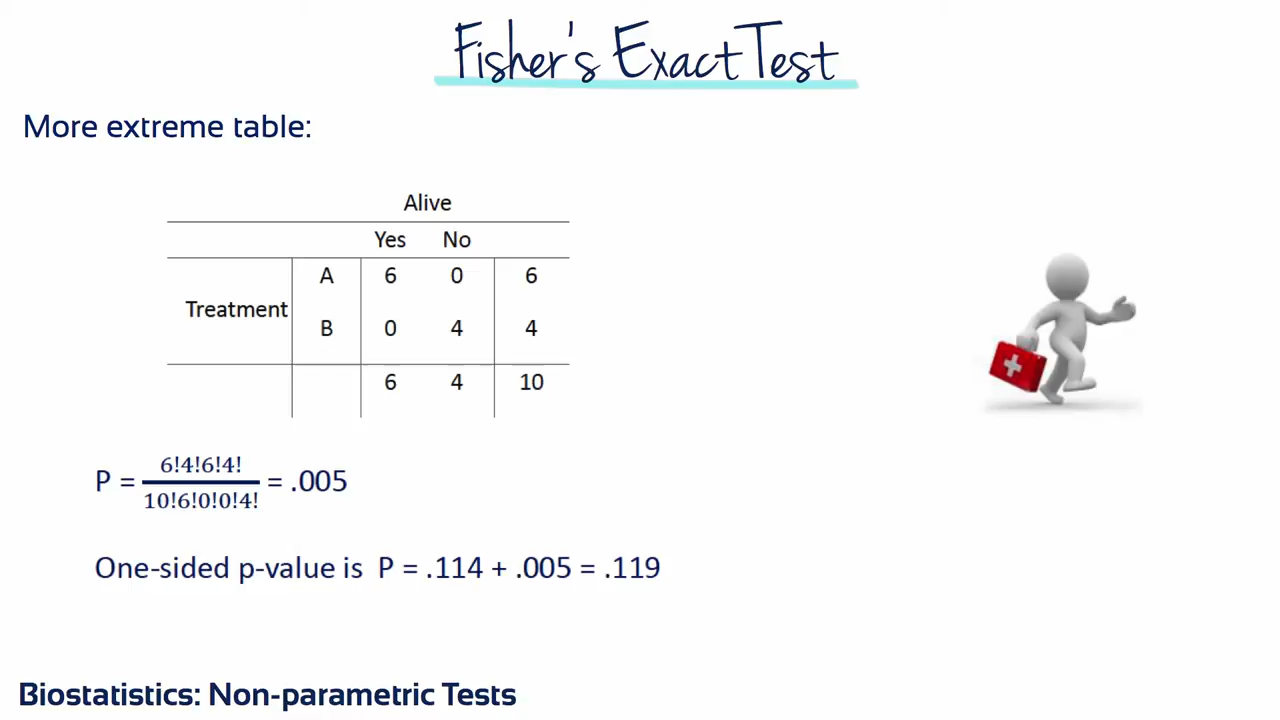 Fisher's Exact Test
More extreme table:
Alive
Yes No
A 6 0 6
Treatment
B 0 4 4
6 4 10
P = 6!4!6!4! / 10!6!0!0!4! = .005
One-sided p-value is P = .114 + .005 = .119
Biostatistics: Non-parametric Tests